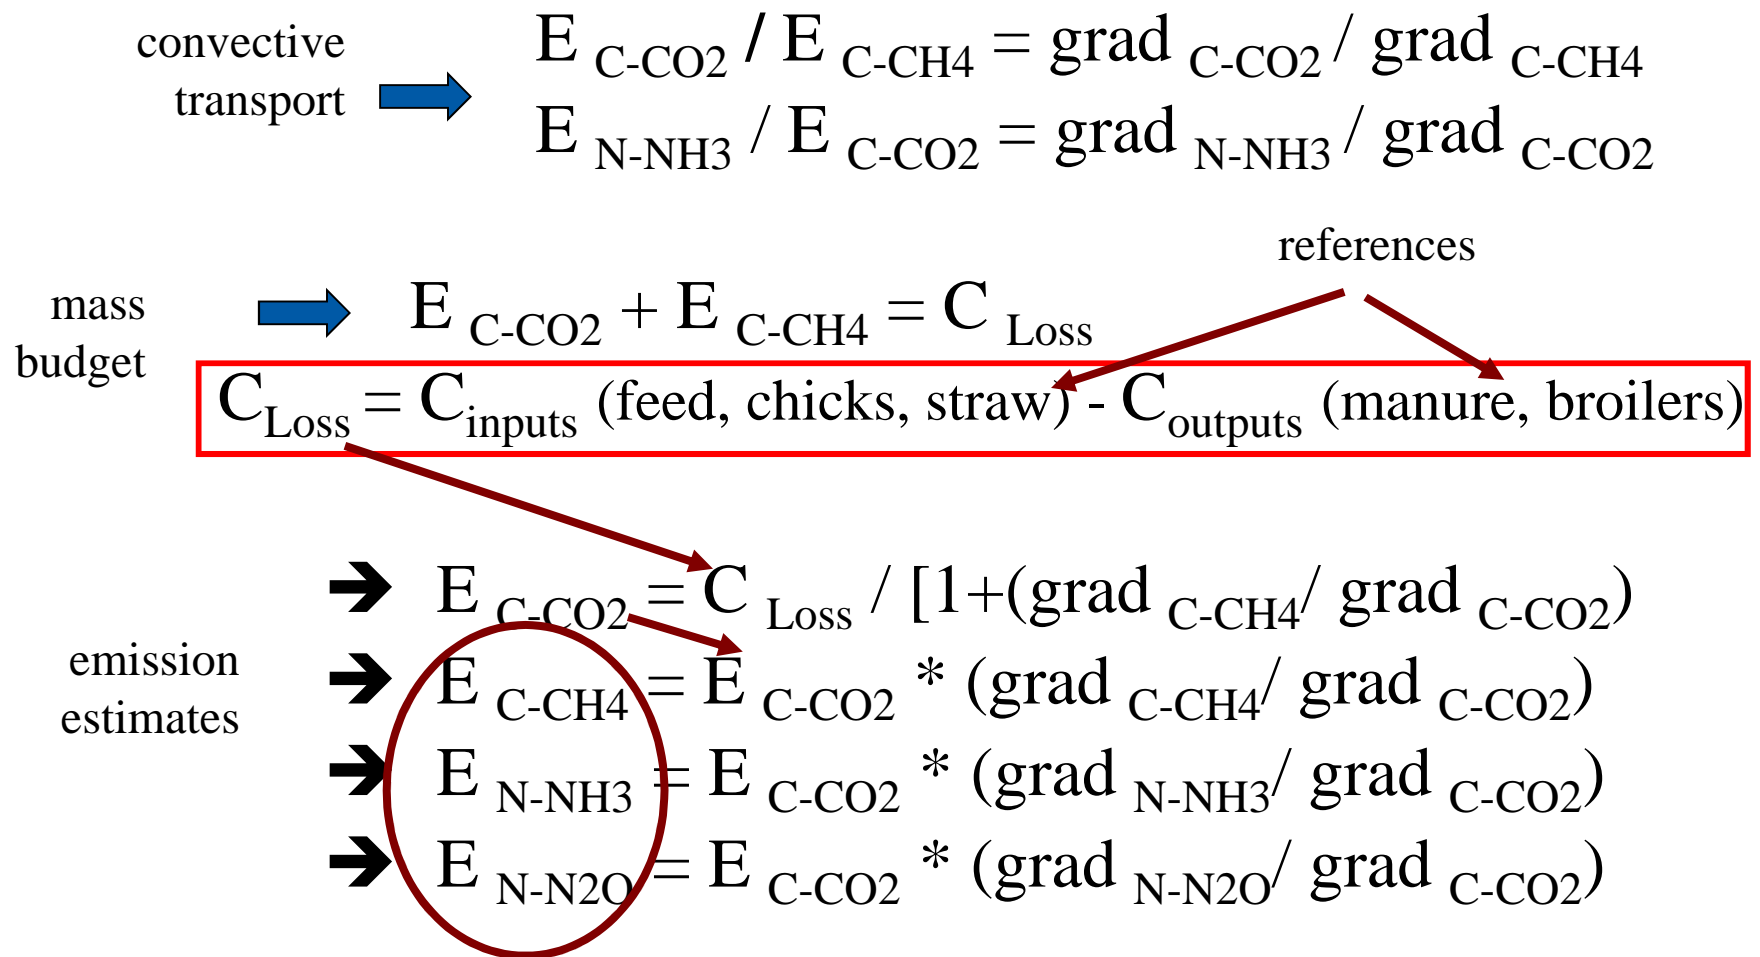 convective
transport
E C-CO2 / E C-CH4 = grad C-CO2 / grad C-CH4
E N-NH3 / E C-CO2 = grad N-NH3 / grad C-CO2
references
mass
budget
E C-CO2 + E C-CH4 = C Loss
CLoss = Cinputs (feed, chicks, straw) - Coutputs (manure, broilers)
emission
estimates
➔ E C-CO2 = C Loss / [1+(grad C-CH4/ grad C-CO2)
➔ E C-CH4 = E C-CO2 * (grad C-CH4/ grad C-CO2)
➔ E N-NH3 = E C-CO2 * (grad N-NH3/ grad C-CO2)
➔ E N-N2O = E C-CO2 * (grad N-N2O/ grad C-CO2)